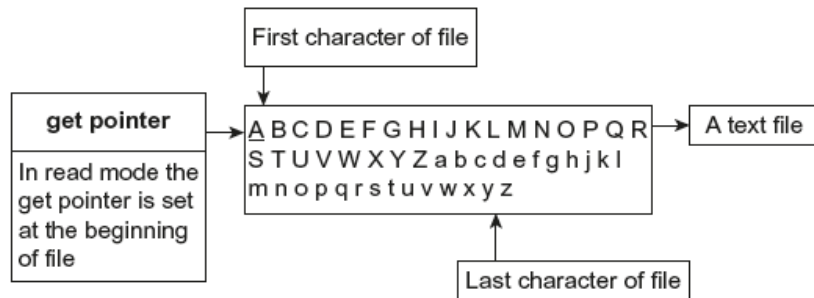 First character of file
get pointer
In read mode the
get pointer is set
at the beginning
of file
A B C D E F G H I J K L M N O P Q R
S T U V W X Y Z a b c d e f g h j k l
m n o p q r s t u v w x y z
A text file
Last character of file